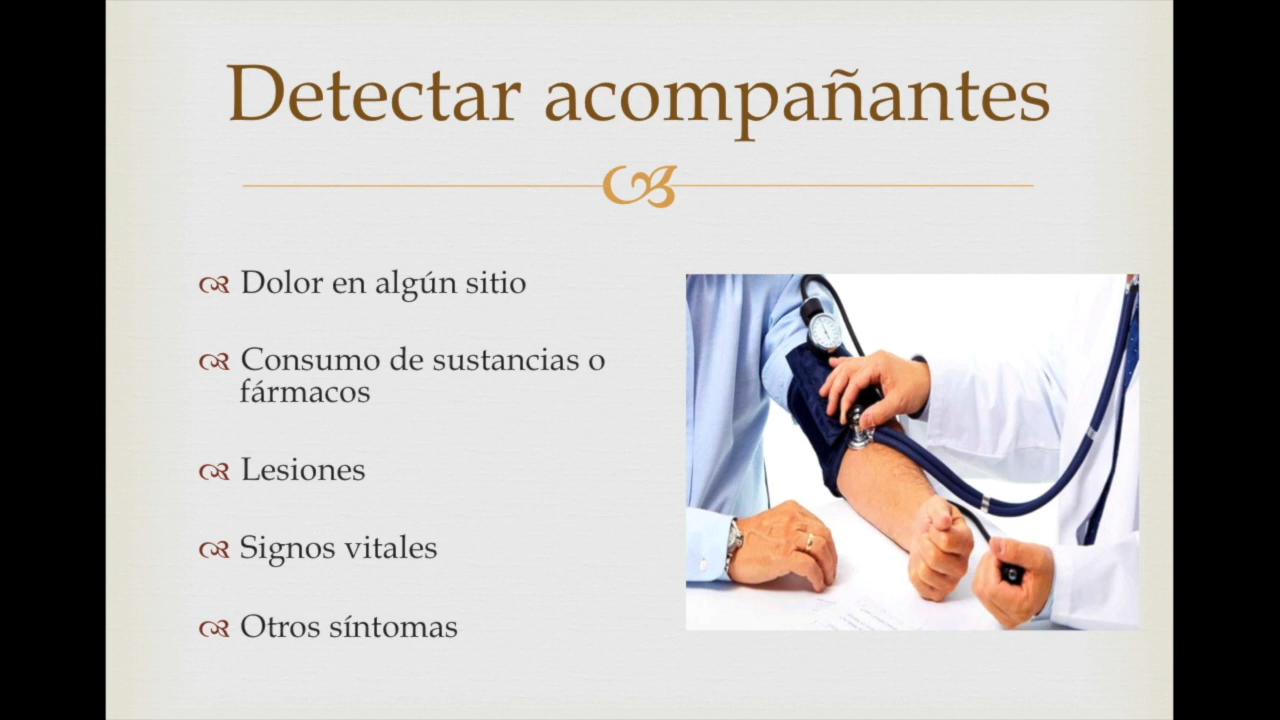 Detectar acompañantes
Dolor en algún sitio
Consumo de sustancias o
fármacos
Lesiones
Signos vitales
Otros síntomas